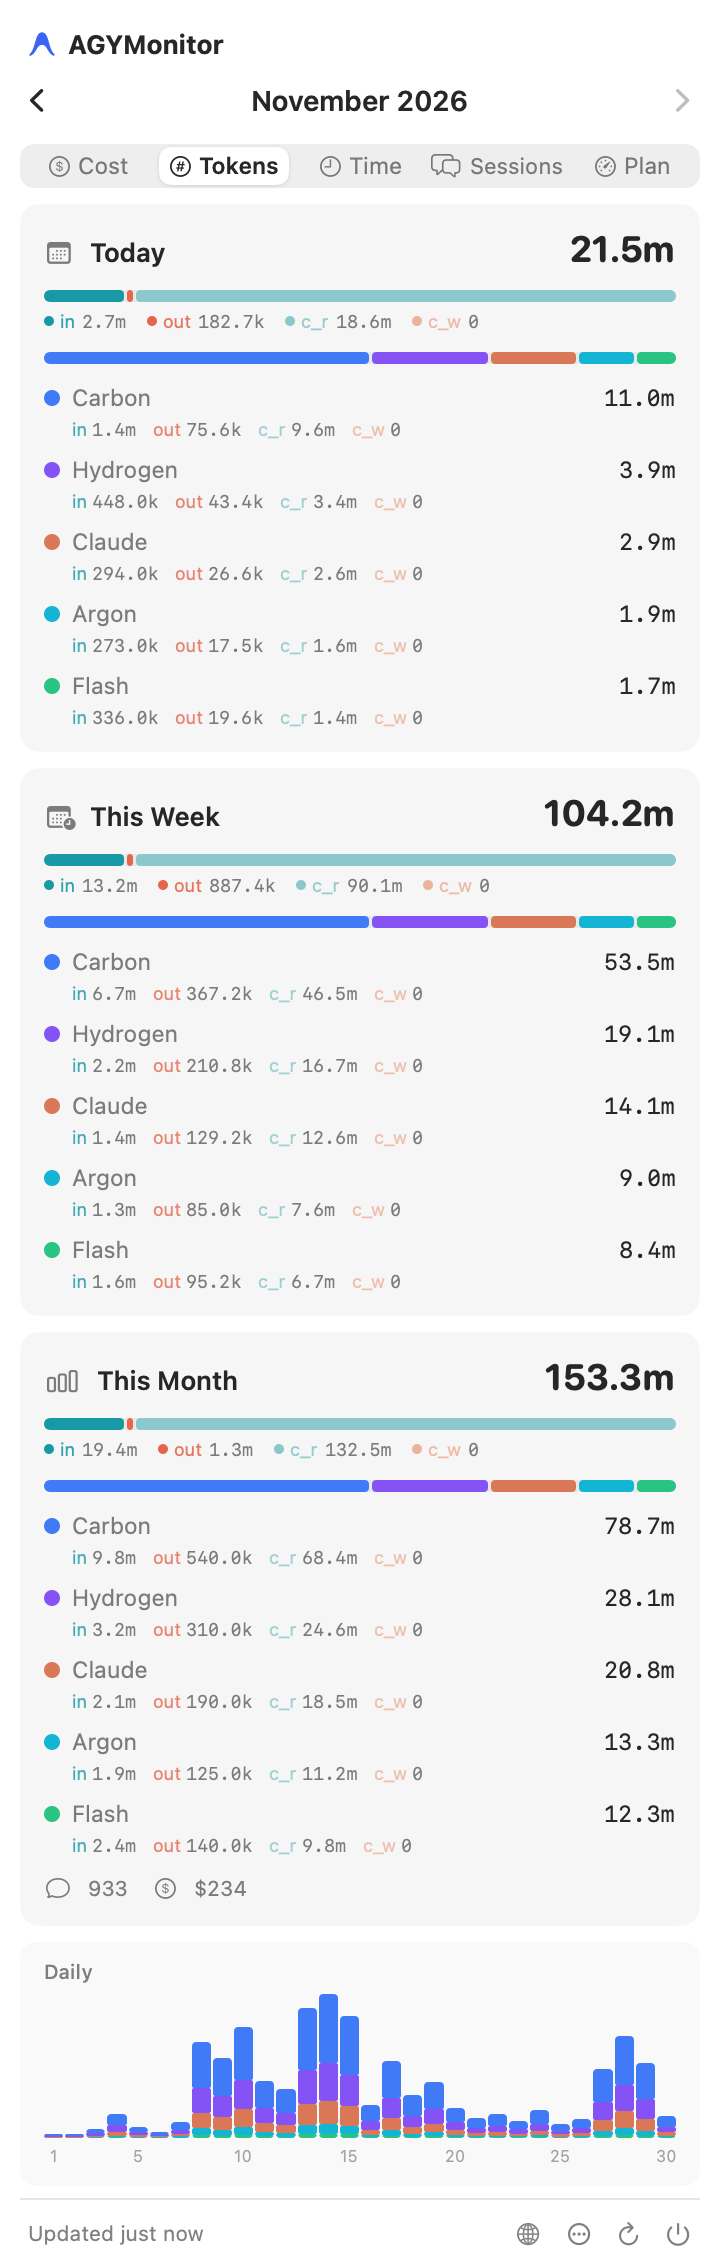 AGYMonitor
November 2026
Cost Tokens Time Sessions Plan
Today 21.5m
in 2.7m out 182.7k c_r 18.6m c_w 0
Carbon 11.0m
in 1.4m out 75.6k c_r 9.6m c_w 0
Hydrogen 3.9m
in 448.0k out 43.4k c_r 3.4m c_w 0
Claude 2.9m
in 294.0k out 26.6k c_r 2.6m c_w 0
Argon 1.9m
in 273.0k out 17.5k c_r 1.6m c_w 0
Flash 1.7m
in 336.0k out 19.6k c_r 1.4m c_w 0
This Week 104.2m
in 13.2m out 887.4k c_r 90.1m c_w 0
Carbon 53.5m
in 6.7m out 367.2k c_r 46.5m c_w 0
Hydrogen 19.1m
in 2.2m out 210.8k c_r 16.7m c_w 0
Claude 14.1m
in 1.4m out 129.2k c_r 12.6m c_w 0
Argon 9.0m
in 1.3m out 85.0k c_r 7.6m c_w 0
Flash 8.4m
in 1.6m out 95.2k c_r 6.7m c_w 0
This Month 153.3m
in 19.4m out 1.3m c_r 132.5m c_w 0
Carbon 78.7m
in 9.8m out 540.0k c_r 68.4m c_w 0
Hydrogen 28.1m
in 3.2m out 310.0k c_r 24.6m c_w 0
Claude 20.8m
in 2.1m out 190.0k c_r 18.5m c_w 0
Argon 13.3m
in 1.9m out 125.0k c_r 11.2m c_w 0
Flash 12.3m
in 2.4m out 140.0k c_r 9.8m c_w 0
933 $234
Daily
1 5 10 15 20 25 30
Updated just now